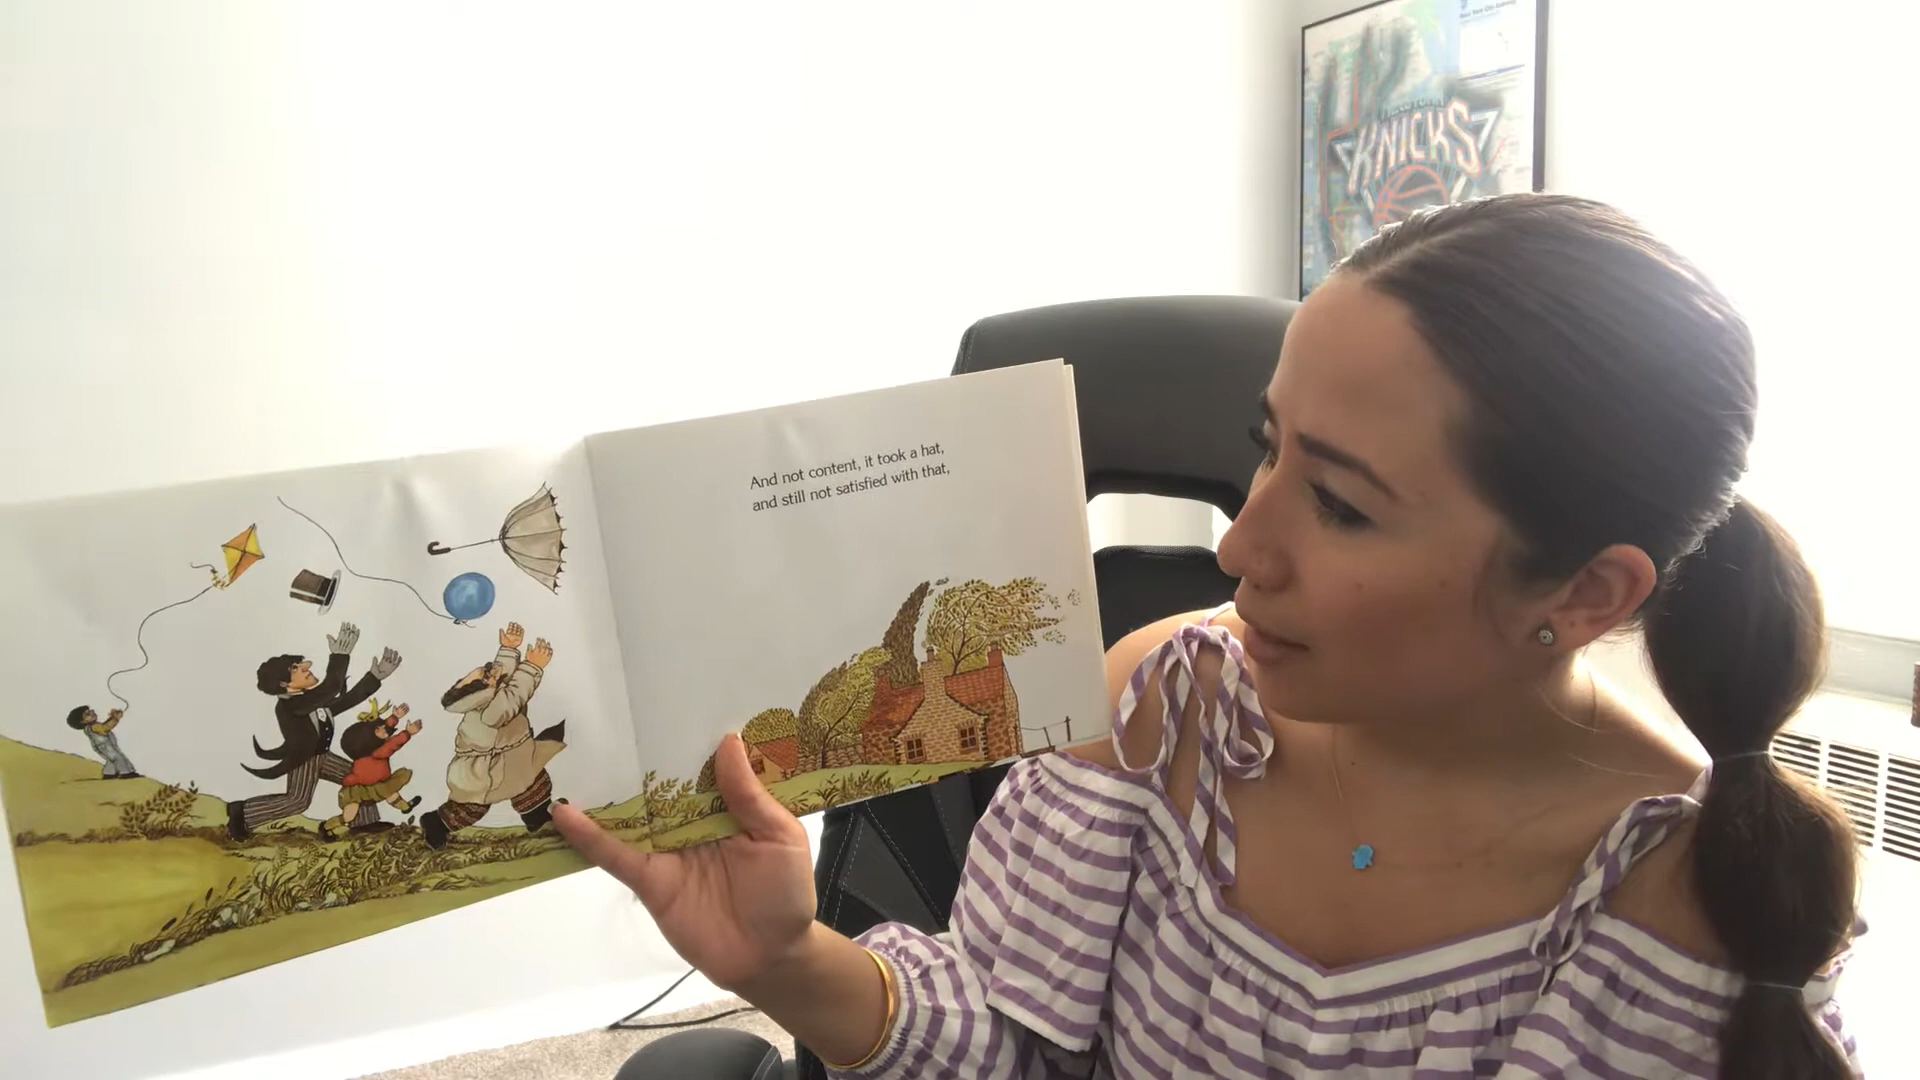 And not content, it took a hat,
and still not satisfied with that,
KNICKS